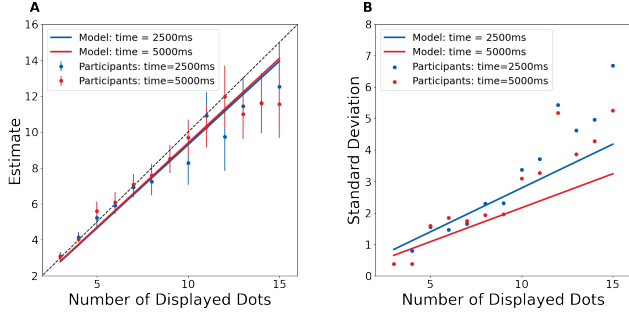 A
16
14
12
10
8
6
4
2
5
10
15
Estimate
Number of Displayed Dots
Model: time = 2500ms
Model: time = 5000ms
Participants: time=2500ms
Participants: time=5000ms
B
8
7
6
5
4
3
2
1
0
5
10
15
Standard Deviation
Number of Displayed Dots
Model: time = 2500ms
Model: time = 5000ms
Participants: time=2500ms
Participants: time=5000ms